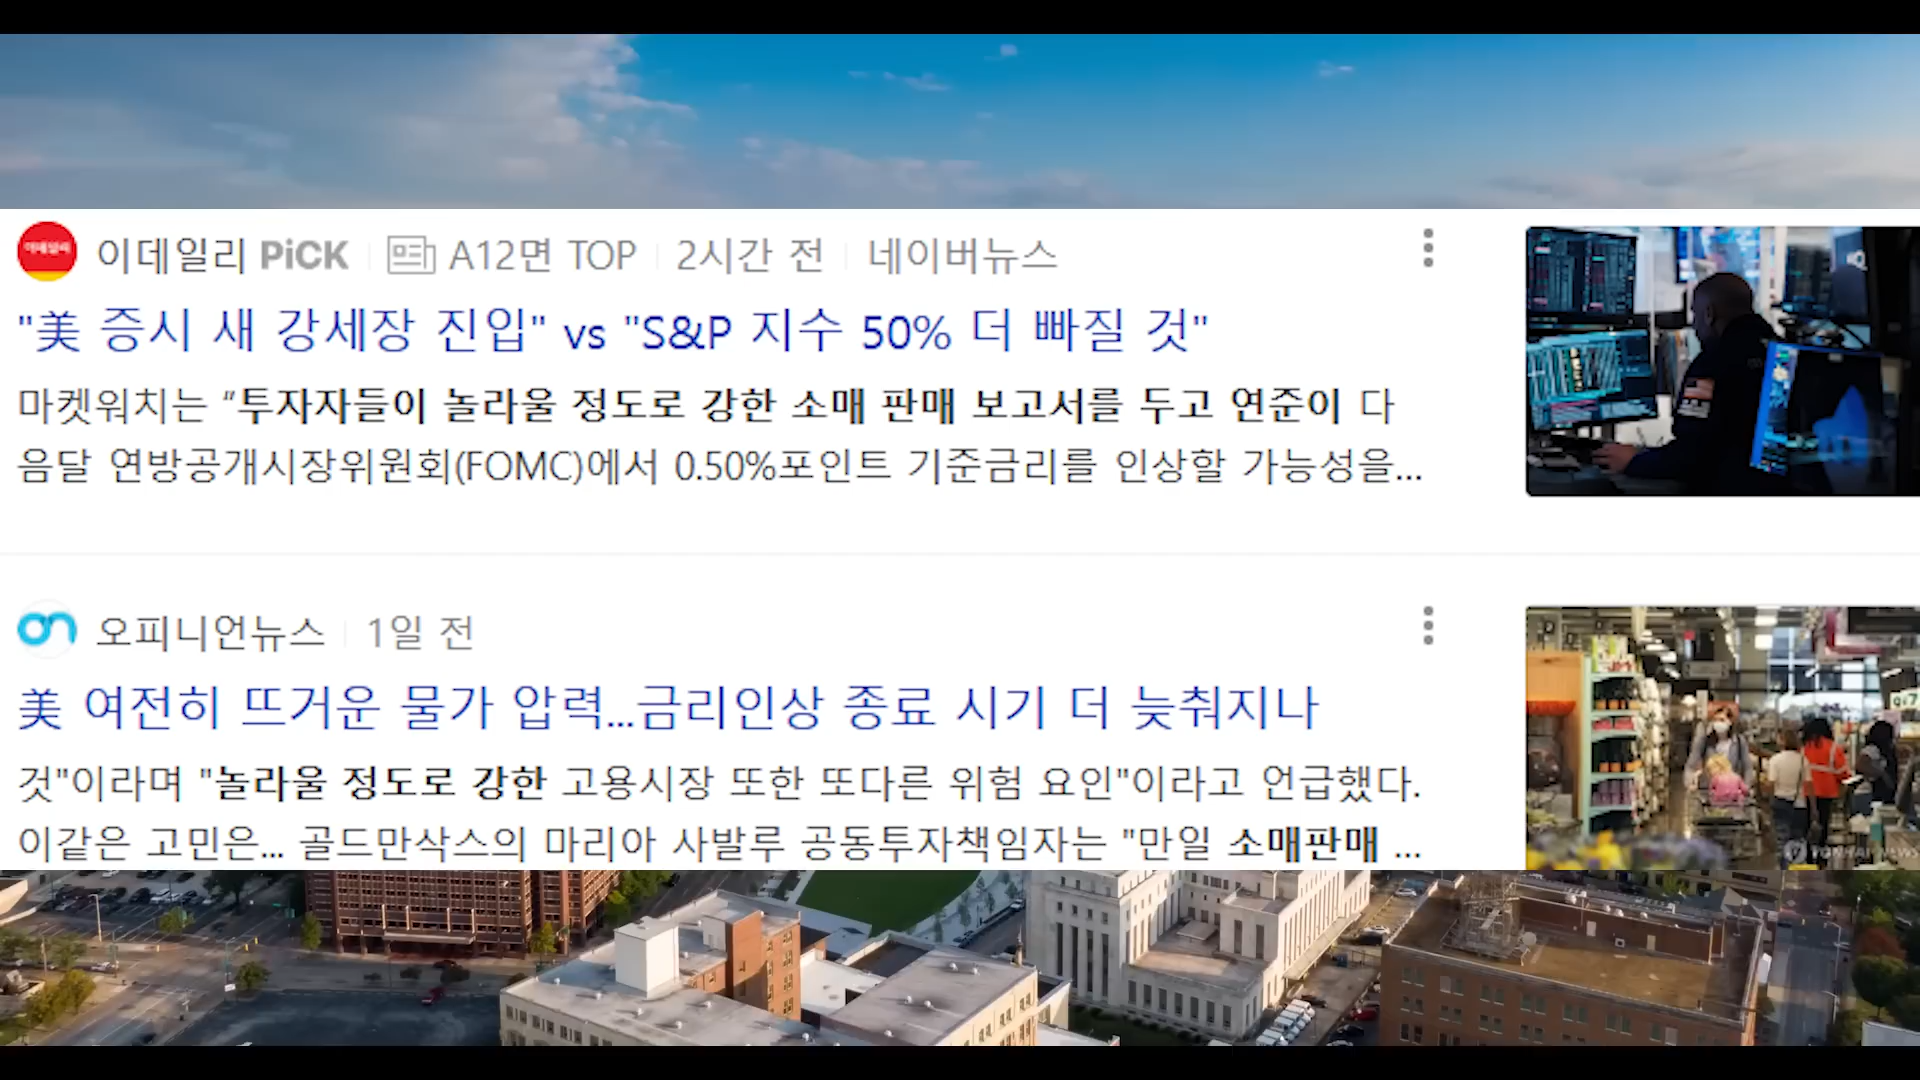 이데일리 PiCK A12면 TOP 2시간 전 네이버뉴스
"美 증시 새 강세장 진입" vs "S&P 지수 50% 더 빠질 것"
마켓워치는 “투자자들이 놀라울 정도로 강한 소매 판매 보고서를 두고 연준이 다
음달 연방공개시장위원회(FOMC)에서 0.50%포인트 기준금리를 인상할 가능성을...
오피니언뉴스 1일 전
美 여전히 뜨거운 물가 압력...금리인상 종료 시기 더 늦춰지나
것"이라며 "놀라울 정도로 강한 고용시장 또한 또다른 위험 요인"이라고 언급했다.
이같은 고민은... 골드만삭스의 마리아 사발루 공동투자책임자는 "만일 소매판매 ...
YONHAP NEWS